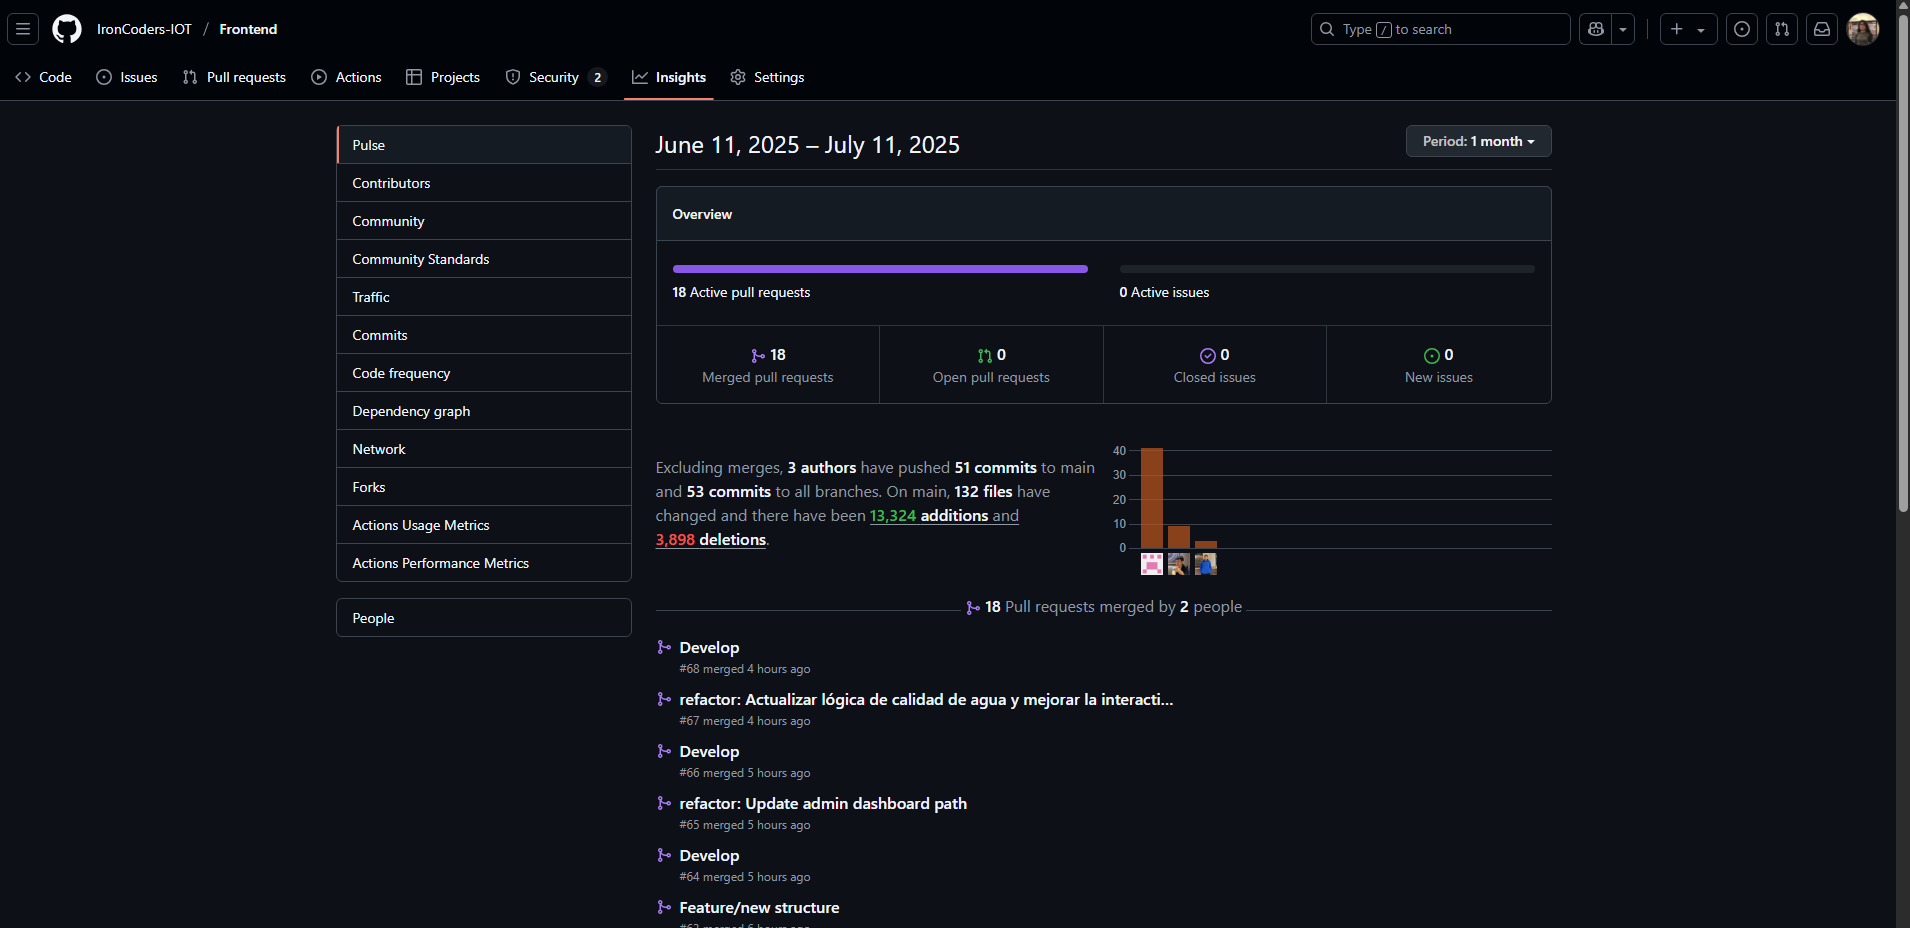 IronCoders-IOT / Frontend
Type / to search
Code
Issues
Pull requests
Actions
Projects
Security 2
Insights
Settings
Pulse
Contributors
Community
Community Standards
Traffic
Commits
Code frequency
Dependency graph
Network
Forks
Actions Usage Metrics
Actions Performance Metrics
People
June 11, 2025 – July 11, 2025
Period: 1 month
Overview
18 Active pull requests
0 Active issues
18
Merged pull requests
0
Open pull requests
0
Closed issues
0
New issues
Excluding merges, 3 authors have pushed 51 commits to main
and 53 commits to all branches. On main, 132 files have
changed and there have been 13,324 additions and
3,898 deletions.
40
30
20
10
0
18 Pull requests merged by 2 people
Develop
#68 merged 4 hours ago
refactor: Actualizar lógica de calidad de agua y mejorar la interacti...
#67 merged 4 hours ago
Develop
#66 merged 5 hours ago
refactor: Update admin dashboard path
#65 merged 5 hours ago
Develop
#64 merged 5 hours ago
Feature/new structure